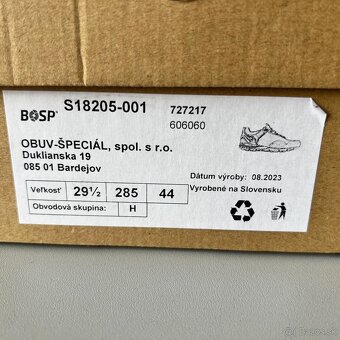 BOSP® S18205-001 727217
606060
OBUV-ŠPECIÁL, spol. s r.o.
Duklianska 19
085 01 Bardejov
Dátum výroby: 08.2023
Vyrobené na Slovensku
Veľkosť 29½ 285 44
Obvodová skupina: H